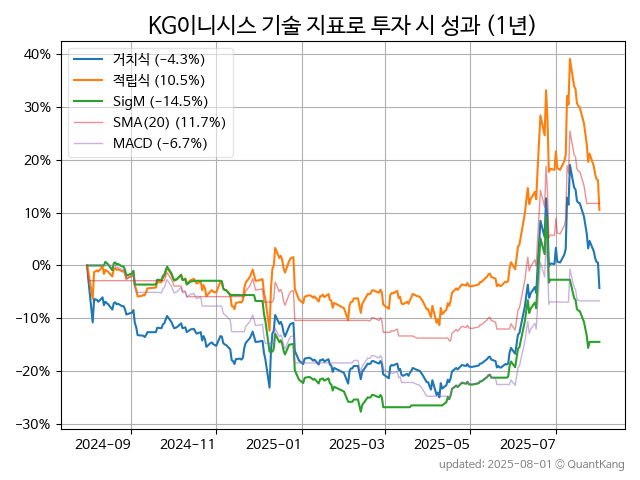 KG이니시스 기술 지표로 투자 시 성과 (1년)
거치식 (−4.3%)
적립식 (10.5%)
SigM (−14.5%)
SMA(20) (11.7%)
MACD (−6.7%)
40%
30%
20%
10%
0%
−10%
−20%
−30%
2024−09 2024−11 2025−01 2025−03 2025−05 2025−07
updated: 2025−08−01 © QuantKang